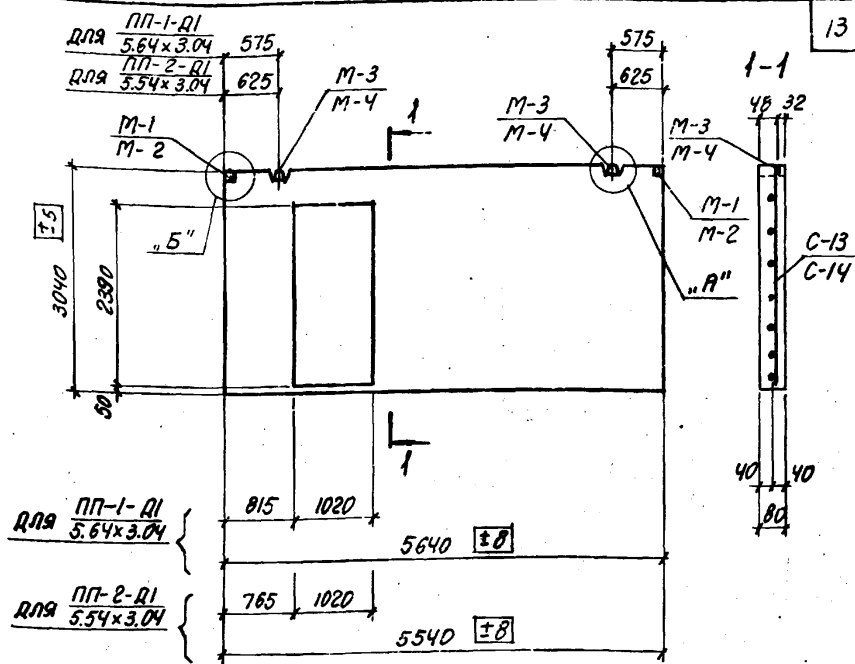 13
ДЛЯ ПП-1-Д1
5.64×3.04
575
ДЛЯ ПП-2-Д1
5.54×3.04
625
575
625
1-1
М-3
М-4
1
М-3
М-4
48 32
М-1
М-2
М-3
М-4
М-1
М-2
„Б"
±5
3040
2390
50
С-13
С-14
„А"
1
40 40
80
ДЛЯ ПП-1-Д1
5.64×3.04
815 1020
5640 ±8
ДЛЯ ПП-2-Д1
5.54×3.04
765 1020
5540 ±8